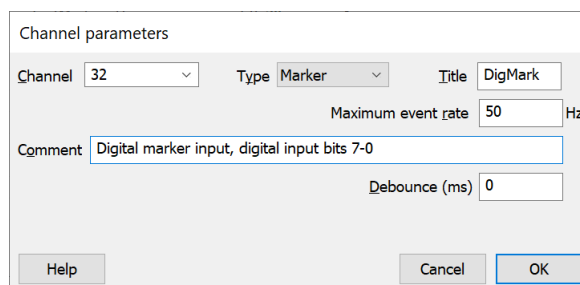 Channel parameters
Channel 32 Type Marker Title DigMark
Maximum event rate 50 Hz
Comment Digital marker input, digital input bits 7-0
Debounce (ms) 0
Help Cancel OK